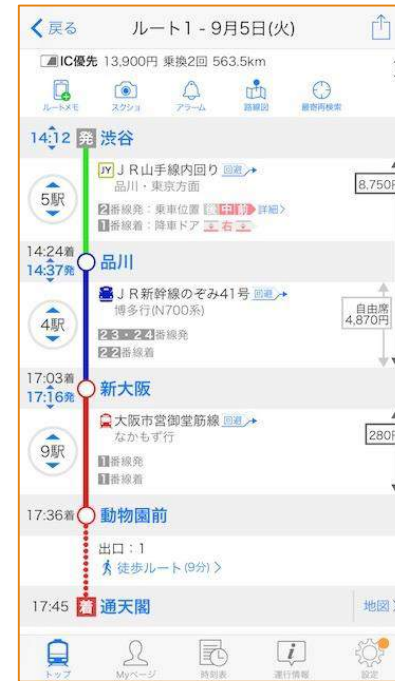 戻る
ルート1 - 9月5日(火)
IC優先 13,900円 乗換2回 563.5km
ルートメモ
スクショ
アラーム
路線図
最寄再検索
14:12 発 渋谷
5駅
JY JR山手線内回り 回避
品川・東京方面
8,750円
2番線発:乗車位置 後 中 前 詳細>
1番線着:降車ドア 右
14:24着
14:37発
品川
4駅
JR新幹線のぞみ41号 回避
博多行(N700系)
自由席
4,870円
23・24番線発
22番線着
17:03着
17:16発
新大阪
9駅
大阪市営御堂筋線 回避
なかもず行
280円
1番線発
1番線着
17:36着 動物園前
出口:1
徒歩ルート(9分) >
17:45 着 通天閣
地図
トップ
Myページ
時刻表
運行情報
設定